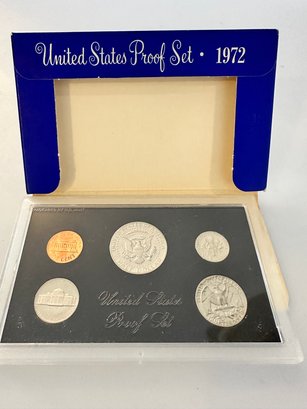 United States Proof Set · 1972
United States
Proof Set